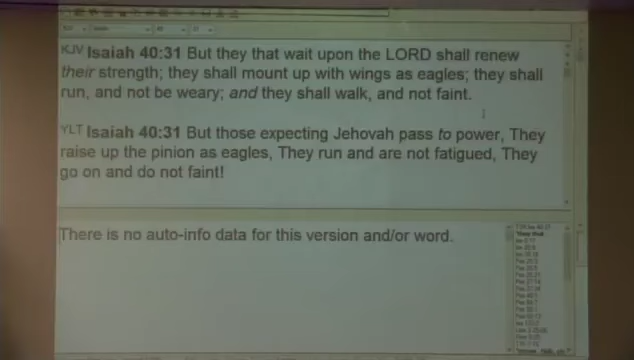 KJV Isaiah 40:31 But they that wait upon the LORD shall renew
their strength; they shall mount up with wings as eagles; they shall
run, and not be weary; and they shall walk, and not faint.
YLT Isaiah 40:31 But those expecting Jehovah pass to power, They
raise up the pinion as eagles, They run and are not fatigued, They
go on and do not faint!
There is no auto-info data for this version and/or word.